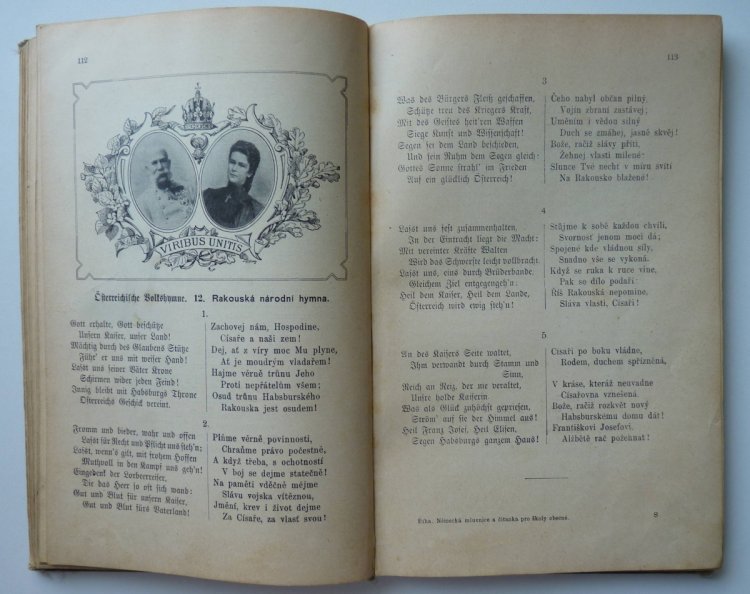 112
VIRIBUS UNITIS
Österreichische Volkshymne. 12. Rakouská národní hymna.
1.
Gott erhalte, Gott beschütze
Unsern Kaiser, unser Land!
Mächtig durch des Glaubens Stütze
Führ' er uns mit weiser Hand!
Laßt uns seiner Väter Krone
Schirmen wider jeden Feind!
Innig bleibt mit Habsburgs Throne
Österreichs Geschick vereint.
Zachovej nám, Hospodine,
Císaře a naši zem!
Dej, ať z víry moc Mu plyne,
Ať je moudrým vladařem!
Hajme věrně trůnu Jeho
Proti nepřátelům všem;
Osud trůnu Habsburského
Rakouska jest osudem!
2.
Fromm und bieder, wahr und offen
Laßt für Recht und Pflicht uns steh'n;
Laßt, wenn's gilt, mit frohem Hoffen
Muthvoll in den Kampf uns geh'n!
Eingedenk der Lorbeerreiser,
Die das Heer so oft sich wand:
Gut und Blut für unsern Kaiser,
Gut und Blut fürs Vaterland!
Plňme věrně povinnosti,
Chraňme právo počestně,
A když třeba, s ochotností
V boj se dejme statečně!
Na paměti vděčné mějme
Slávu vojska vítěznou,
Jmění, krev i život dejme
Za Císaře, za vlasť svou!
113
3
Was des Bürgers Fleiß geschaffen,
Schütze treu des Kriegers Kraft,
Mit des Geistes heit'ren Waffen
Siege Kunst und Wissenschaft!
Segen sei dem Land beschieden,
Und sein Ruhm dem Segen gleich:
Gottes Sonne strahl' in Frieden
Auf ein glücklich Österreich!
Čeho nabyl občan pilný,
Vojín zbraní zastávej;
Uměním i vědou silný
Duch se zmáhej, jasně skvěj!
Bože, račiž slávy příti,
Žehnej vlasti milené:
Slunce Tvé nechť v míru svítí
Na Rakousko blažené!
4
Laßt uns fest zusammenhalten,
In der Eintracht liegt die Macht:
Mit vereinter Kräfte Walten
Wird das Schwerste leicht vollbracht.
Laßt uns, eins durch Brüderbande,
Gleichem Ziel entgegengeh'n:
Heil dem Kaiser, Heil dem Lande,
Österreich wird ewig steh'n!
Stůjme k sobě každou chvíli,
Svornosť jenom moci dá;
Spojené kde vládnou síly,
Snadno vše se vykoná.
Když se ruka k ruce vine,
Pak se dílo podaří:
Říš Rakouská nepomine,
Sláva vlasti, Císaři!
5
An des Kaisers Seite waltet,
Ihm verwandt durch Stamm und
Sinn,
Reich an Reiz, der nie veraltet,
Unsre holde Kaiserin.
Was als Glück zuhöchst gepriesen,
Ström' auf sie der Himmel aus!
Heil Franz Josef, Heil Elisen,
Segen Habsburgs ganzem Haus!
Císaři po boku vládne,
Rodem, duchem spřízněná,
V kráse, kteráž neuvadne
Císařovna vznešená.
Bože, račiž rozkvět nový
Habsburskému domu dát!
Františkovi Josefovi,
Alžbětě rač požehnat!
Říha. Německá mluvnice a čítanka pro školy obecné.
8